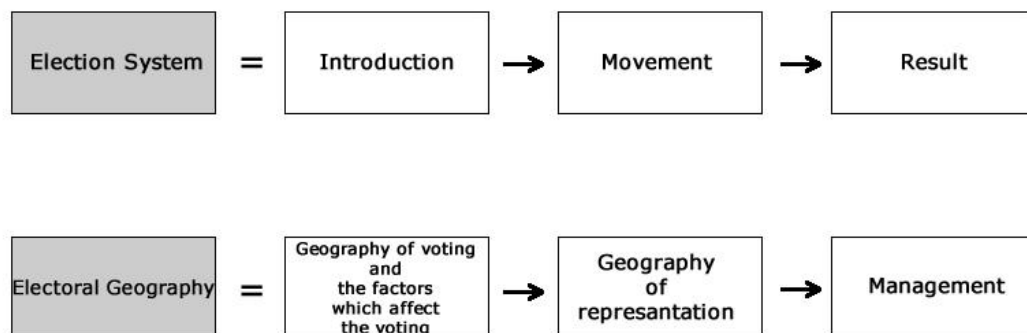 Election System = Introduction → Movement → Result
Electoral Geography = Geography of voting
and
the factors
which affect
the voting
→ Geography
of
represantation
→ Management